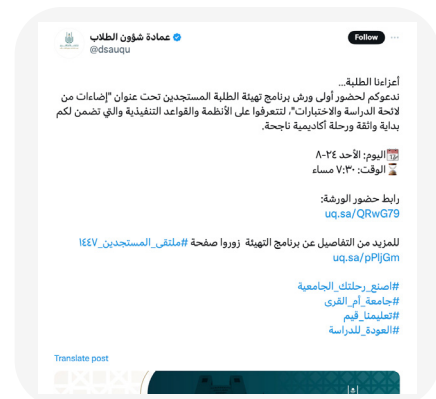 عمادة شؤون الطلاب
@dsauqu
Follow
أعزاءنا الطلبة...
ندعوكم لحضور أولى ورش برنامج تهيئة الطلبة المستجدين تحت عنوان "إضاءات من
لائحة الدراسة والاختبارات"، لتتعرفوا على الأنظمة والقواعد التنفيذية والتي تضمن لكم
بداية واثقة ورحلة أكاديمية ناجحة.
اليوم: الأحد ٢٤-٨
الوقت: ٧:٣٠ مساء
رابط حضور الورشة:
uq.sa/QRwG79
للمزيد من التفاصيل عن برنامج التهيئة زوروا صفحة #ملتقى_المستجدين_١٤٤٧
uq.sa/pPljGm
#اصنع_رحلتك_الجامعية
#جامعة_أم_القرى
#تعليمنا_قيم
#العودة_للدراسة
Translate post